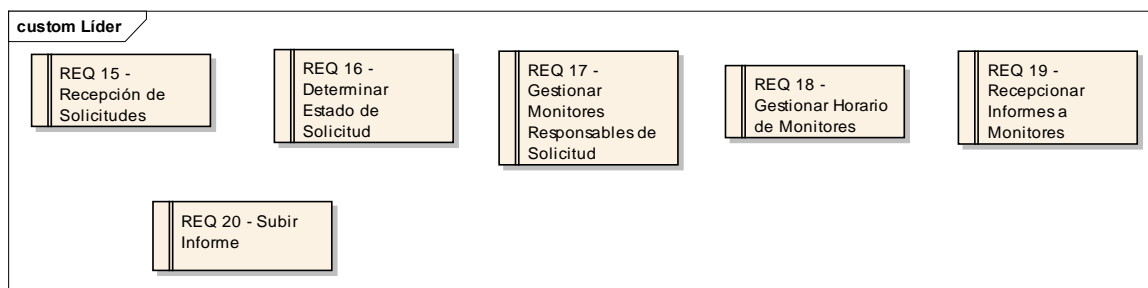 custom Líder
REQ 15 -
Recepción de
Solicitudes
REQ 16 -
Determinar
Estado de
Solicitud
REQ 17 -
Gestionar
Monitores
Responsables de
Solicitud
REQ 18 -
Gestionar Horario
de Monitores
REQ 19 -
Recepcionar
Informes a
Monitores
REQ 20 - Subir
Informe